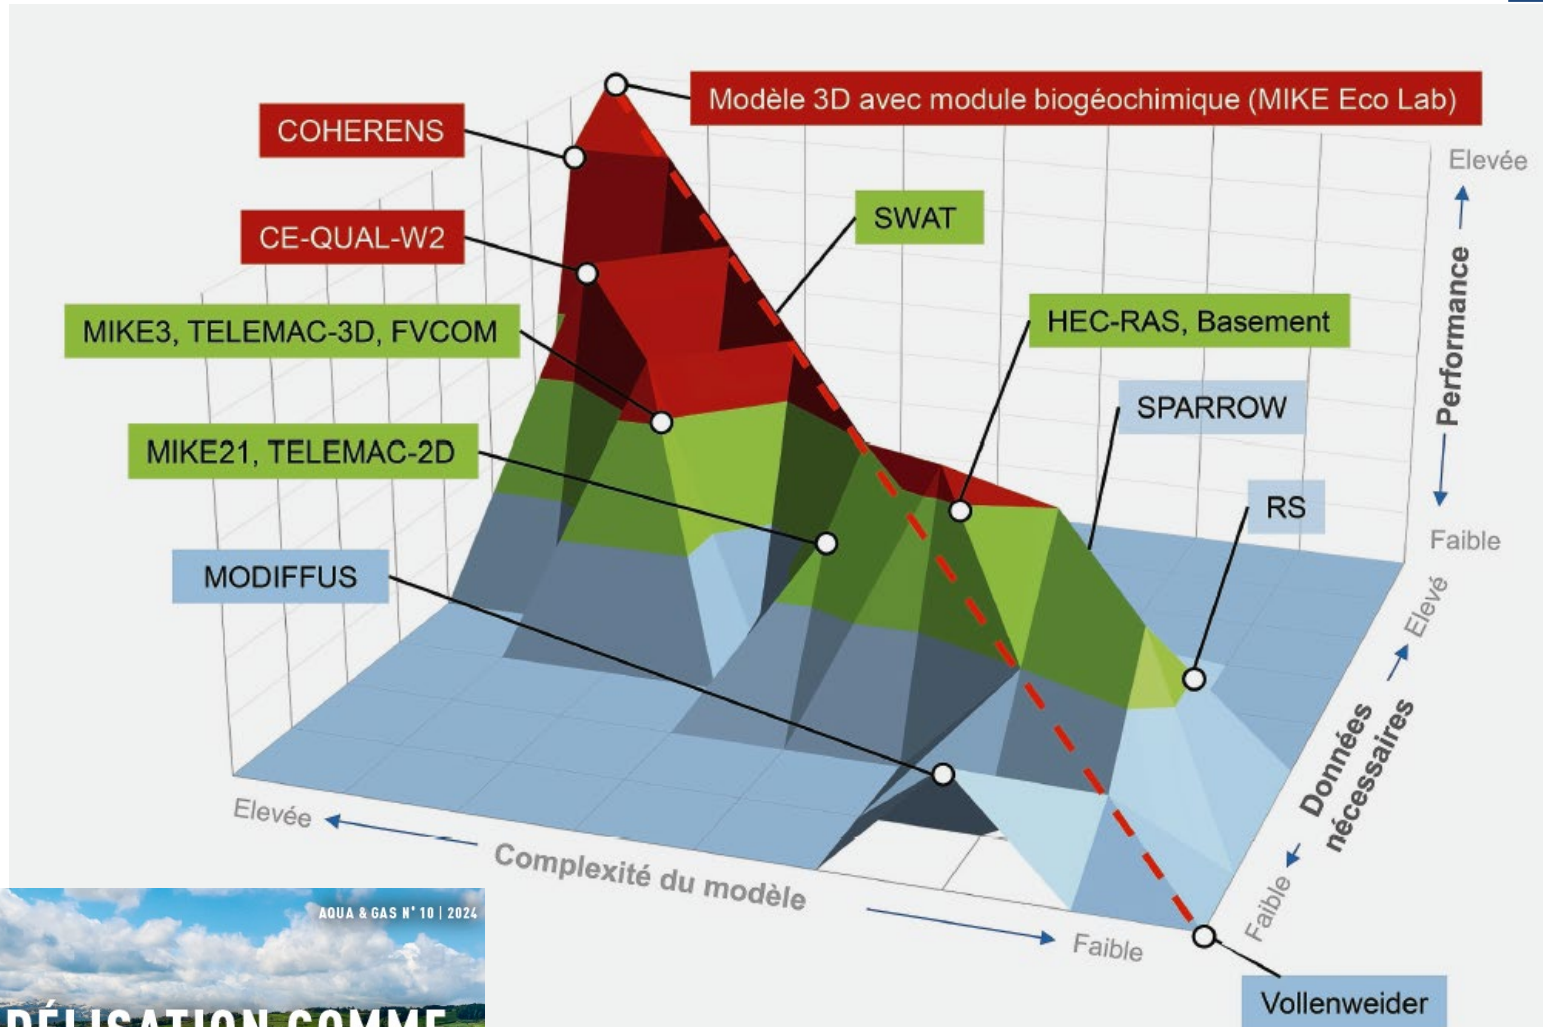 Modèle 3D avec module biogéochimique (MIKE Eco Lab)
COHERENS
Elevée
SWAT
CE-QUAL-W2
MIKE3, TELEMAC-3D, FVCOM
HEC-RAS, Basement
Performance
SPARROW
MIKE21, TELEMAC-2D
RS
Faible
MODIFFUS
Elevé
Données
nécessaires
Elevée
Complexité du modèle
Faible
Faible
Vollenweider
AQUA & GAS N° 10 | 2024
DÉLISATION COMME